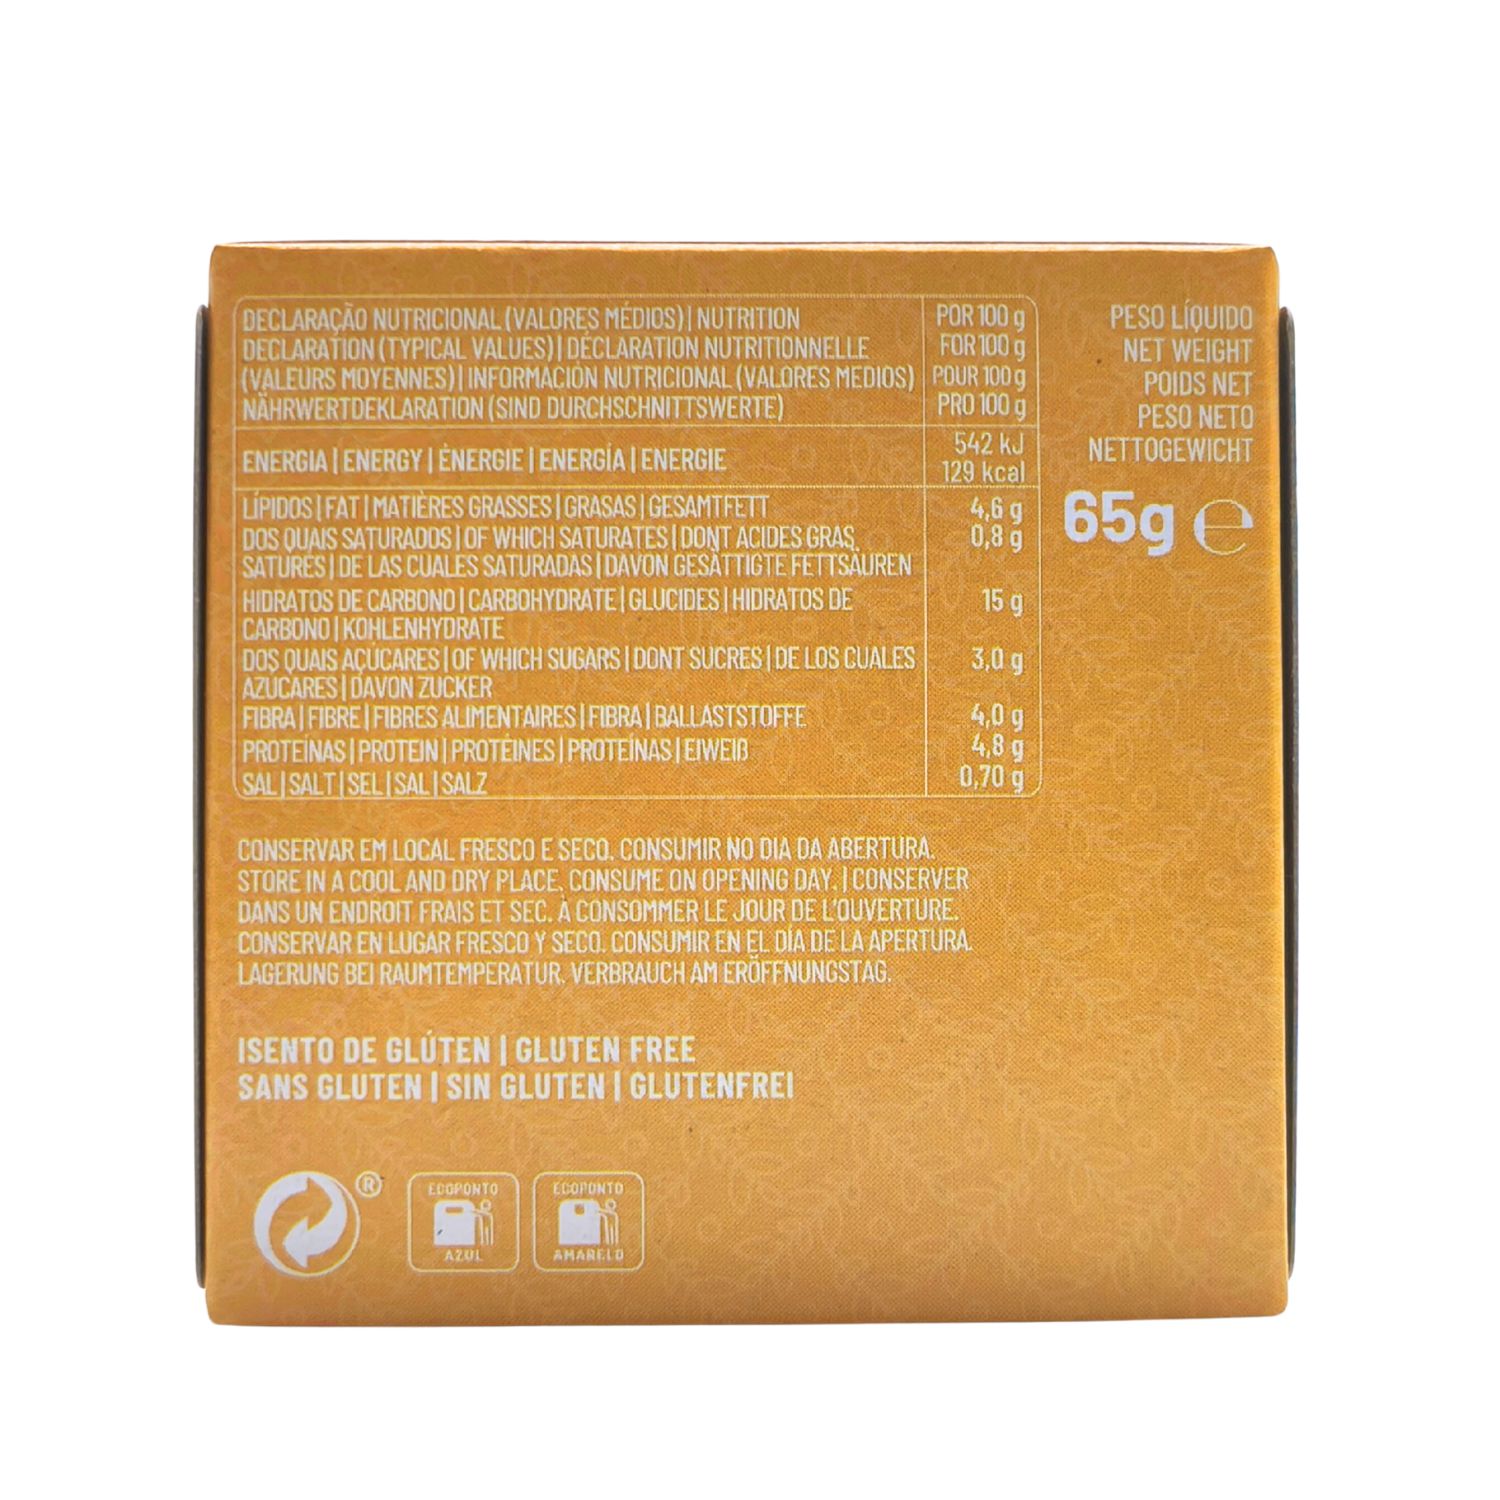 DECLARAÇÃO NUTRICIONAL (VALORES MÉDIOS) | NUTRITION
DECLARATION (TYPICAL VALUES) | DÉCLARATION NUTRITIONNELLE
(VALEURS MOYENNES) | INFORMACIÓN NUTRICIONAL (VALORES MEDIOS)
NÄHRWERTDEKLARATION (SIND DURCHSCHNITTSWERTE)
POR 100 g
FOR 100 g
POUR 100 g
PRO 100 g
ENERGIA | ENERGY | ÉNERGIE | ENERGÍA | ENERGIE
542 kJ
129 kcal
LÍPIDOS | FAT | MATIÈRES GRASSES | GRASAS | GESAMTFETT 4,6 g
DOS QUAIS SATURADOS | OF WHICH SATURATES | DONT ACIDES GRAS 0,8 g
SATURÉS | DE LAS CUALES SATURADAS | DAVON GESÄTTIGTE FETTSÄUREN
HIDRATOS DE CARBONO | CARBOHYDRATE | GLUCIDES | HIDRATOS DE 15 g
CARBONO | KOHLENHYDRATE
DOS QUAIS AÇÚCARES | OF WHICH SUGARS | DONT SUCRES | DE LOS CUALES 3,0 g
AZÚCARES | DAVON ZUCKER
FIBRA | FIBRE | FIBRES ALIMENTAIRES | FIBRA | BALLASTSTOFFE 4,0 g
PROTEÍNAS | PROTEIN | PROTÉINES | PROTEÍNAS | EIWEIß 4,8 g
SAL | SALT | SEL | SAL | SALZ 0,70 g
PESO LÍQUIDO
NET WEIGHT
POIDS NET
PESO NETO
NETTOGEWICHT
65g ℮
CONSERVAR EM LOCAL FRESCO E SECO. CONSUMIR NO DIA DA ABERTURA.
STORE IN A COOL AND DRY PLACE. CONSUME ON OPENING DAY. | CONSERVER
DANS UN ENDROIT FRAIS ET SEC. À CONSOMMER LE JOUR DE L'OUVERTURE.
CONSERVAR EN LUGAR FRESCO Y SECO. CONSUMIR EN EL DÍA DE LA APERTURA.
LAGERUNG BEI RAUMTEMPERATUR. VERBRAUCH AM ERÖFFNUNGSTAG.
ISENTO DE GLÚTEN | GLUTEN FREE
SANS GLUTEN | SIN GLUTEN | GLUTENFREI
®
ECOPONTO
AZUL
ECOPONTO
AMARELO